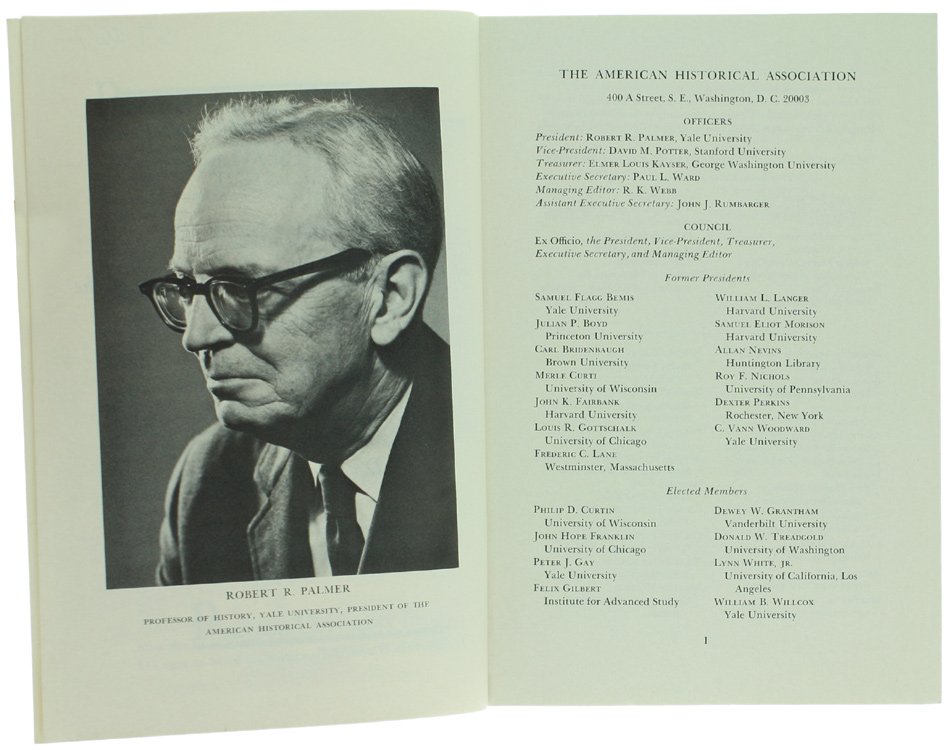 ROBERT R. PALMER
PROFESSOR OF HISTORY, YALE UNIVERSITY, PRESIDENT OF THE
AMERICAN HISTORICAL ASSOCIATION
THE AMERICAN HISTORICAL ASSOCIATION
400 A Street, S. E., Washington, D. C. 20003
OFFICERS
President: ROBERT R. PALMER, Yale University
Vice-President: DAVID M. POTTER, Stanford University
Treasurer: ELMER LOUIS KAYSER, George Washington University
Executive Secretary: PAUL L. WARD
Managing Editor: R. K. WEBB
Assistant Executive Secretary: JOHN J. RUMBARGER
COUNCIL
Ex Officio, the President, Vice-President, Treasurer,
Executive Secretary, and Managing Editor
Former Presidents
SAMUEL FLAGG BEMIS
Yale University
JULIAN P. BOYD
Princeton University
CARL BRIDENBAUGH
Brown University
MERLE CURTI
University of Wisconsin
JOHN K. FAIRBANK
Harvard University
LOUIS R. GOTTSCHALK
University of Chicago
FREDERIC C. LANE
Westminster, Massachusetts
WILLIAM L. LANGER
Harvard University
SAMUEL ELIOT MORISON
Harvard University
ALLAN NEVINS
Huntington Library
ROY F. NICHOLS
University of Pennsylvania
DEXTER PERKINS
Rochester, New York
C. VANN WOODWARD
Yale University
Elected Members
PHILIP D. CURTIN
University of Wisconsin
JOHN HOPE FRANKLIN
University of Chicago
PETER J. GAY
Yale University
FELIX GILBERT
Institute for Advanced Study
DEWEY W. GRANTHAM
Vanderbilt University
DONALD W. TREADGOLD
University of Washington
LYNN WHITE, JR.
University of California, Los
Angeles
WILLIAM B. WILLCOX
Yale University
I